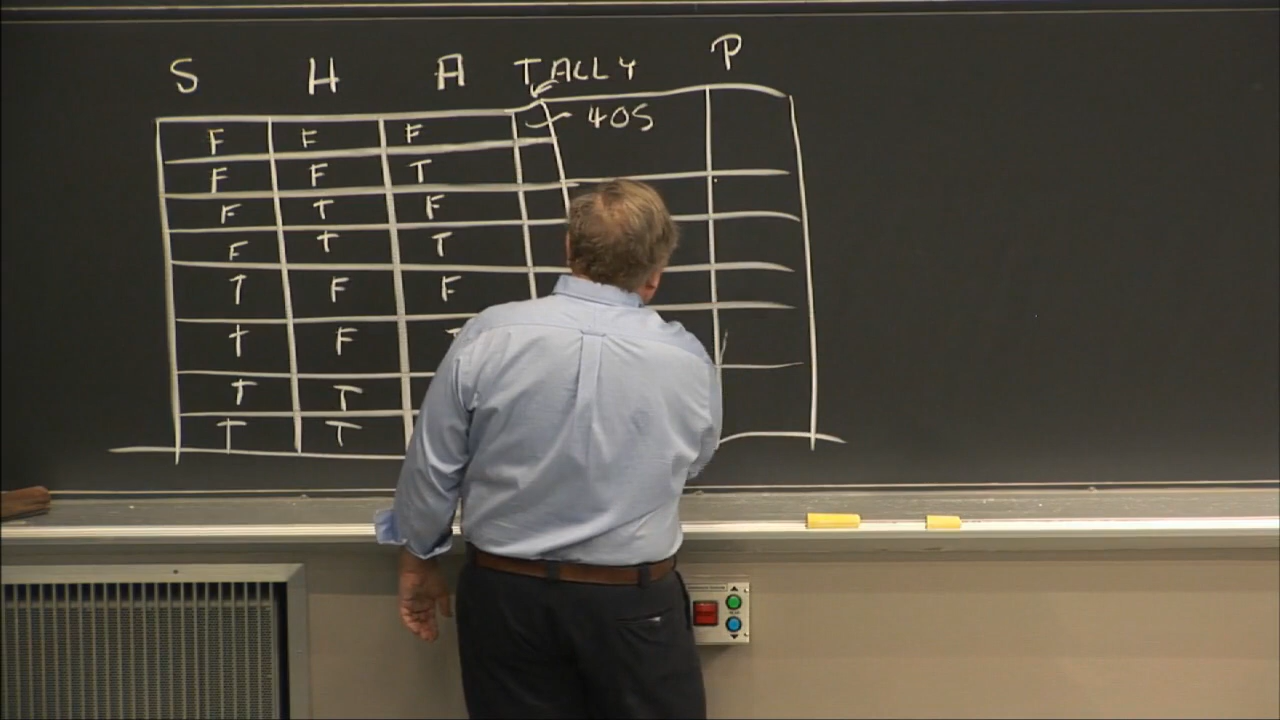 S H A TALLY P
F F F 405
F F T
F T F
F T T
T F F
T F
T T
T T